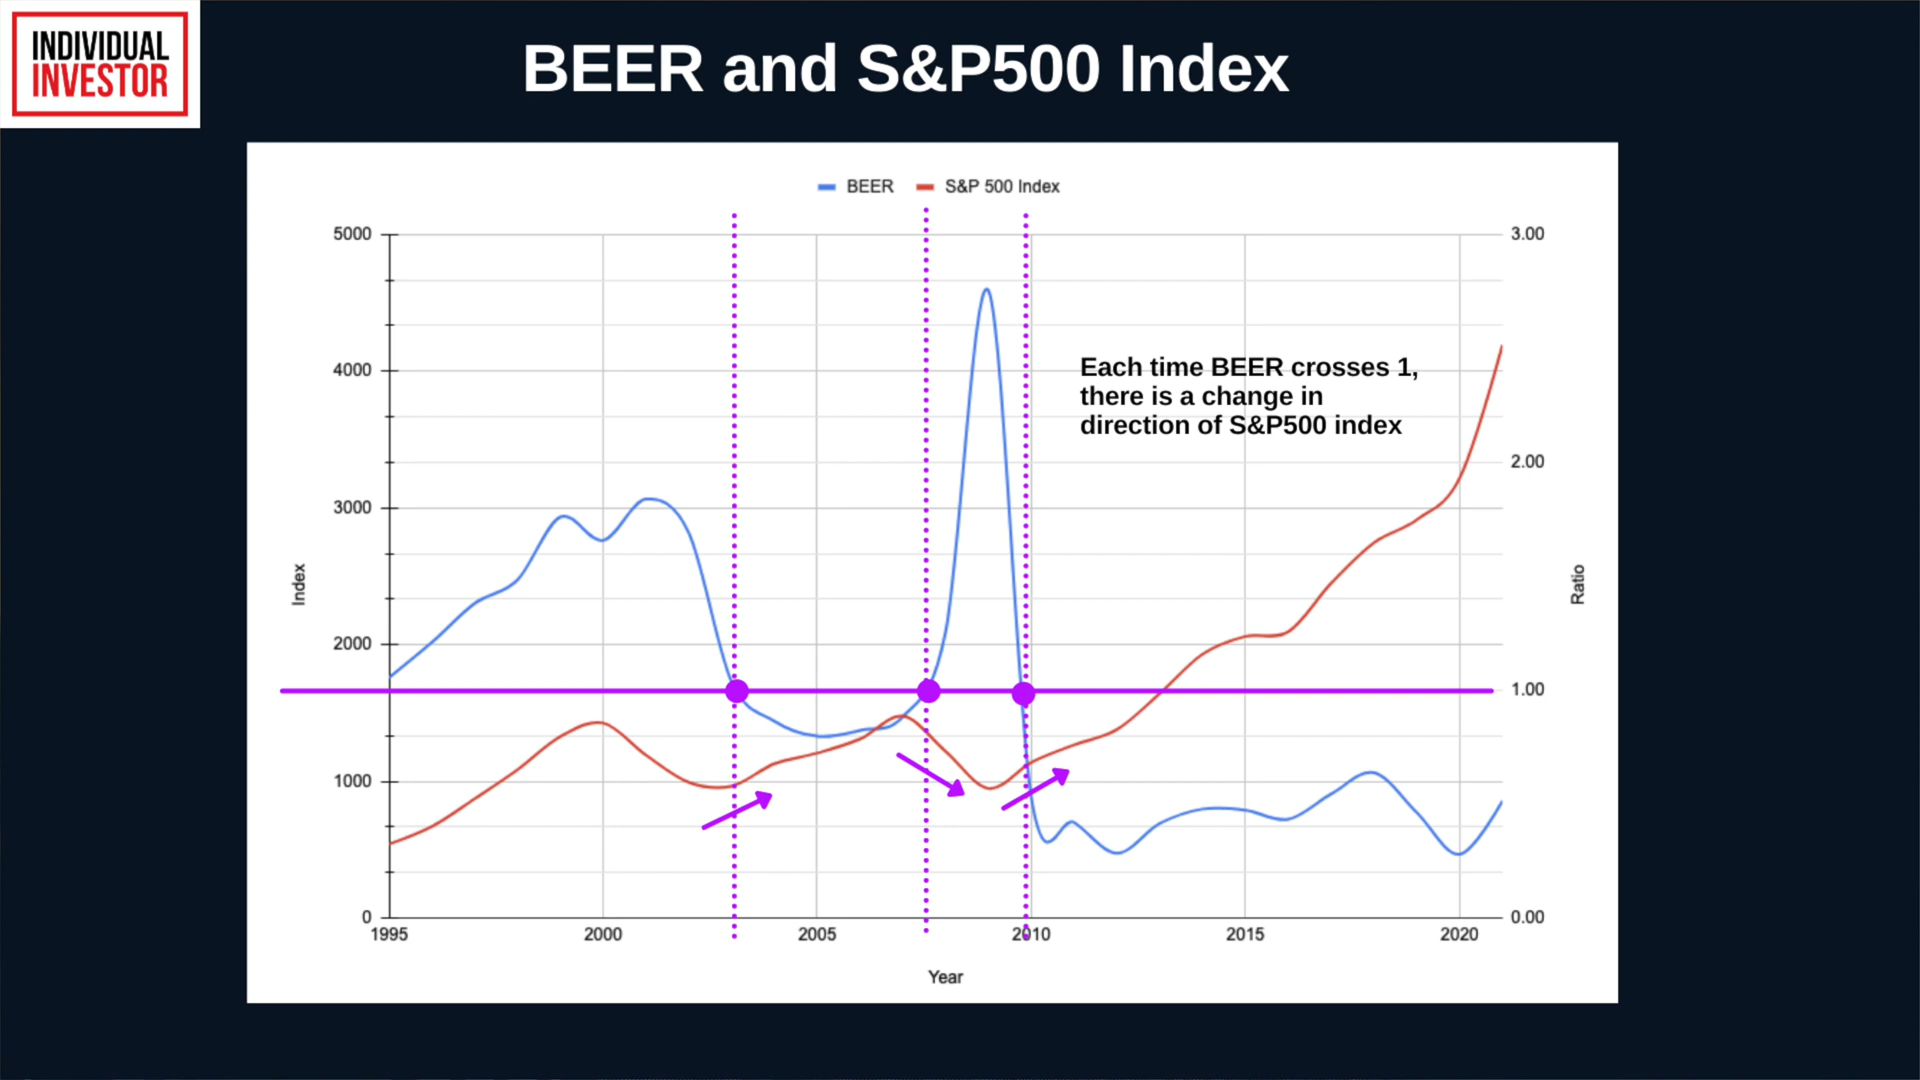 INDIVIDUAL
INVESTOR
BEER and S&P500 Index
BEER
S&P 500 Index
5000
4000
3000
2000
1000
0
Index
Each time BEER crosses 1,
there is a change in
direction of S&P500 index
3.00
2.00
1.00
0.00
Ratio
1995
2000
2005
2010
2015
2020
Year